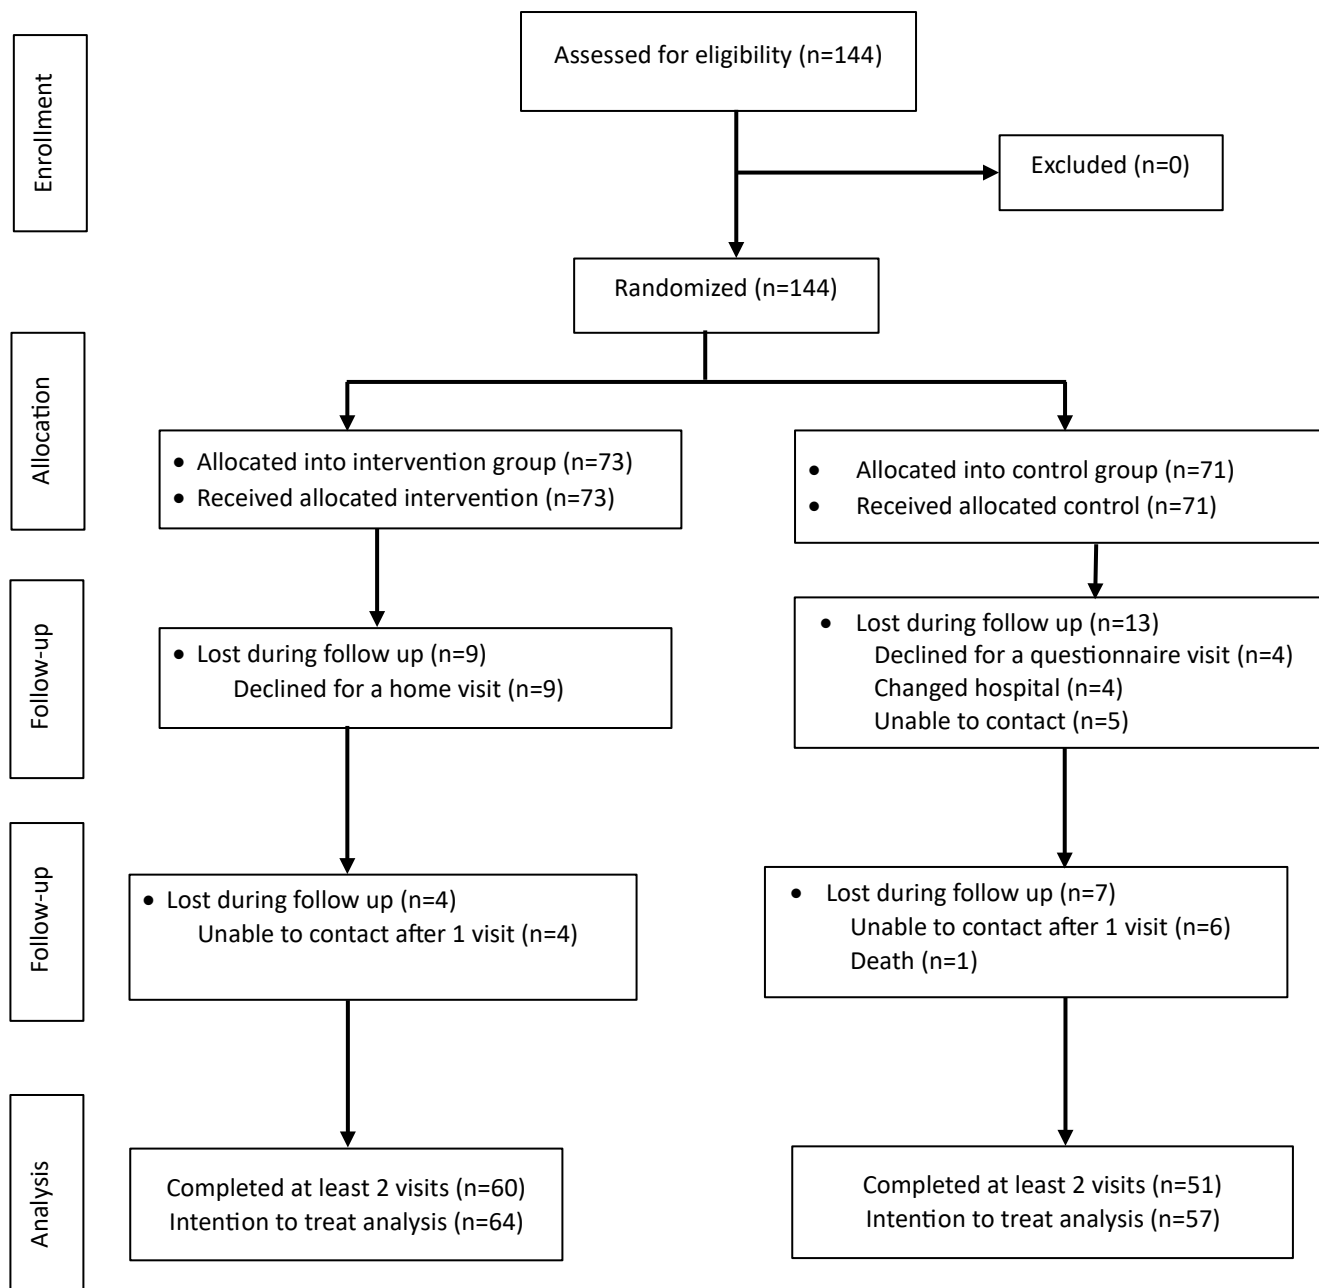 Enrollment
Assessed for eligibility (n=144)
Excluded (n=0)
Randomized (n=144)
Allocation
• Allocated into intervention group (n=73)
• Received allocated intervention (n=73)
• Allocated into control group (n=71)
• Received allocated control (n=71)
Follow-up
• Lost during follow up (n=9)
Declined for a home visit (n=9)
• Lost during follow up (n=13)
Declined for a questionnaire visit (n=4)
Changed hospital (n=4)
Unable to contact (n=5)
Follow-up
• Lost during follow up (n=4)
Unable to contact after 1 visit (n=4)
• Lost during follow up (n=7)
Unable to contact after 1 visit (n=6)
Death (n=1)
Analysis
Completed at least 2 visits (n=60)
Intention to treat analysis (n=64)
Completed at least 2 visits (n=51)
Intention to treat analysis (n=57)